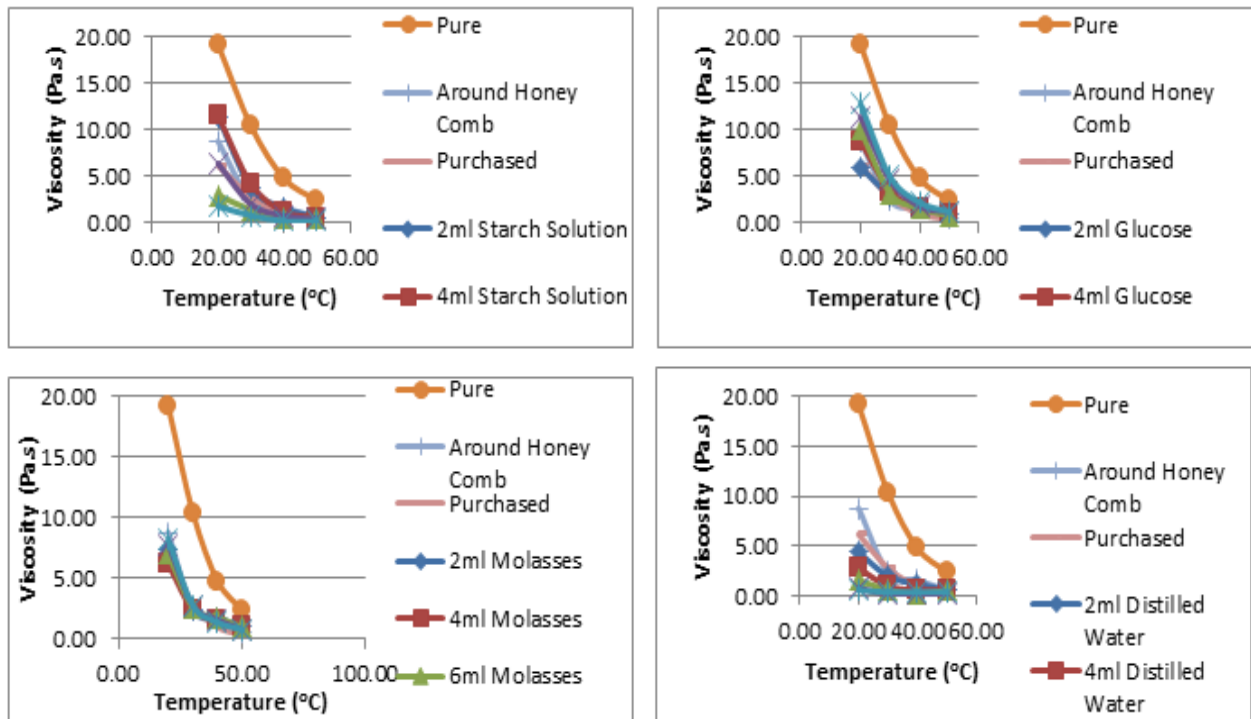 Viscosity (Pa.s)
20.00
15.00
10.00
5.00
0.00
0.00 20.00 40.00 60.00
Temperature (°C)
Pure
Around Honey
Comb
Purchased
2ml Starch Solution
4ml Starch Solution
Viscosity (Pa.s)
20.00
15.00
10.00
5.00
0.00
0.00 20.00 40.00 60.00
Temperature (°C)
Pure
Around Honey
Comb
Purchased
2ml Glucose
4ml Glucose
Viscosity (Pa.s)
20.00
15.00
10.00
5.00
0.00
0.00 50.00 100.00
Temperature (°C)
Pure
Around Honey
Comb
Purchased
2ml Molasses
4ml Molasses
6ml Molasses
Viscosity (Pa.s)
20.00
15.00
10.00
5.00
0.00
0.00 20.00 40.00 60.00
Temperature (°C)
Pure
Around Honey
Comb
Purchased
2ml Distilled
Water
4ml Distilled
Water